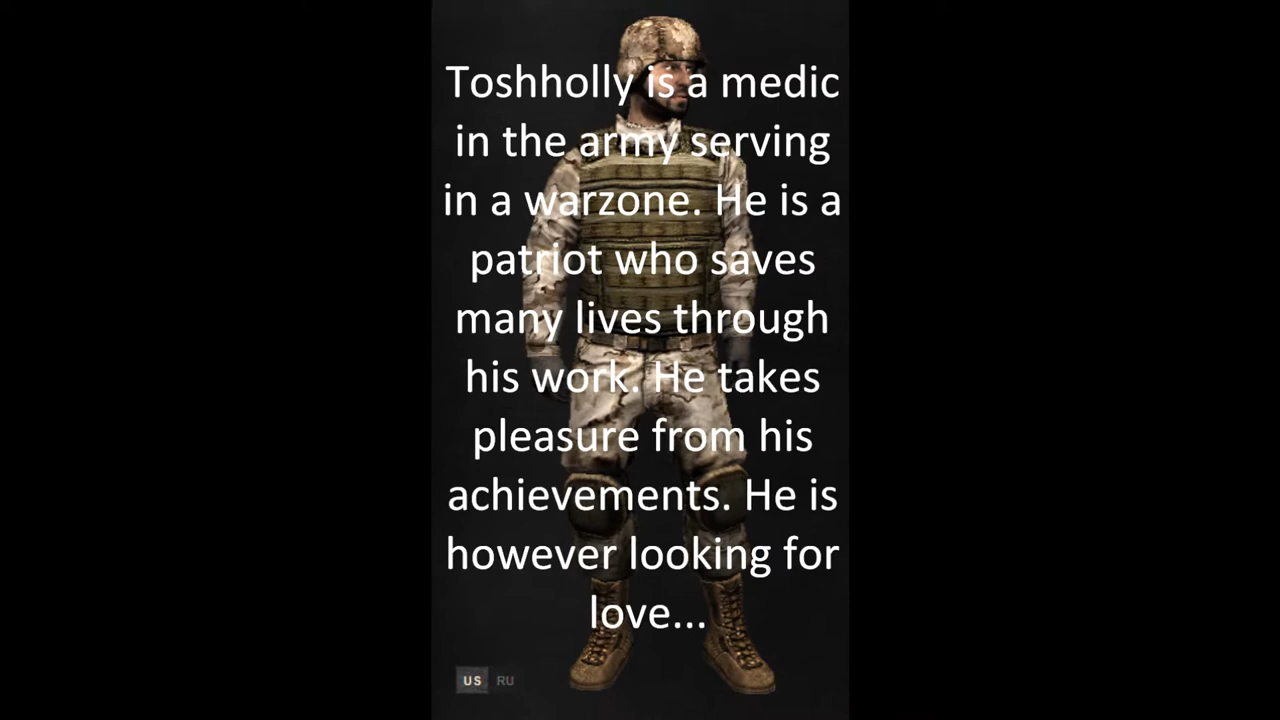 Toshholly is a medic
in the army serving
in a warzone. He is a
patriot who saves
many lives through
his work. He takes
pleasure from his
achievements. He is
however looking for
love...
US RU